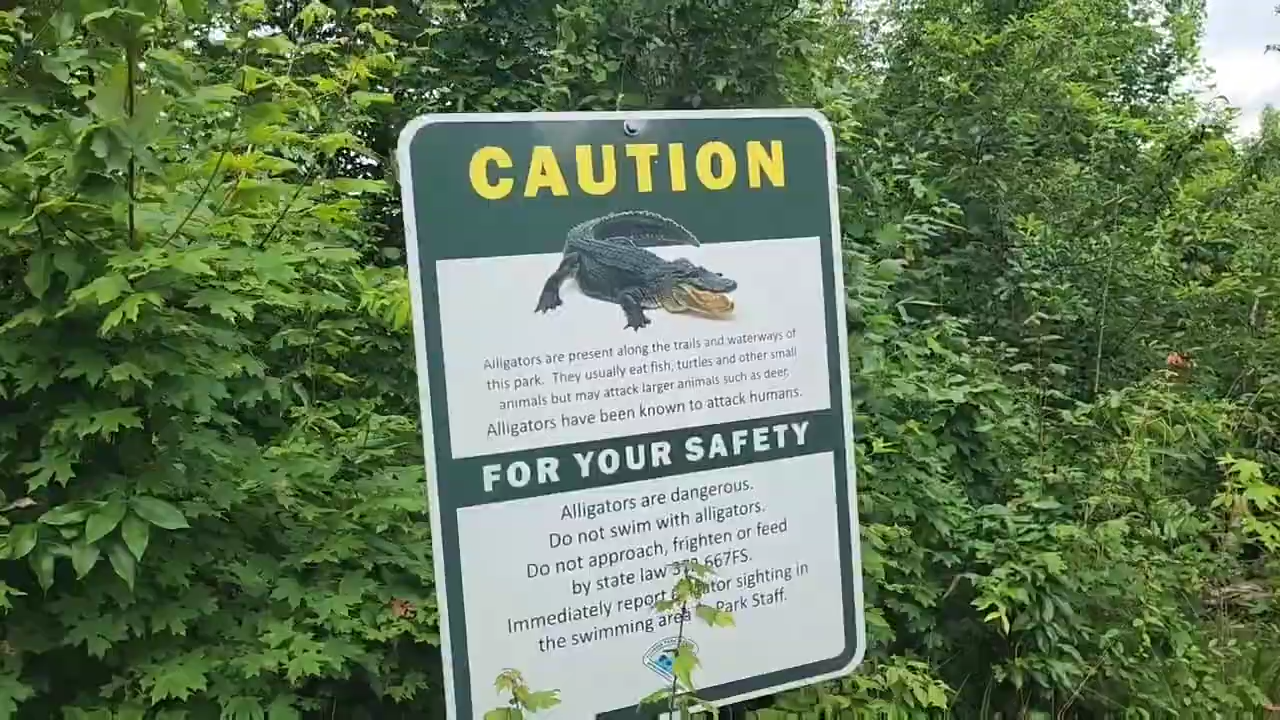 CAUTION
Alligators are present along the trails and waterways of
this park. They usually eat fish, turtles and other small
animals but may attack larger animals such as deer.
Alligators have been known to attack humans.
FOR YOUR SAFETY
Alligators are dangerous.
Do not swim with alligators.
Do not approach, frighten or feed
by state law 667FS.
Immediately report sighting in
the swimming area Park Staff.